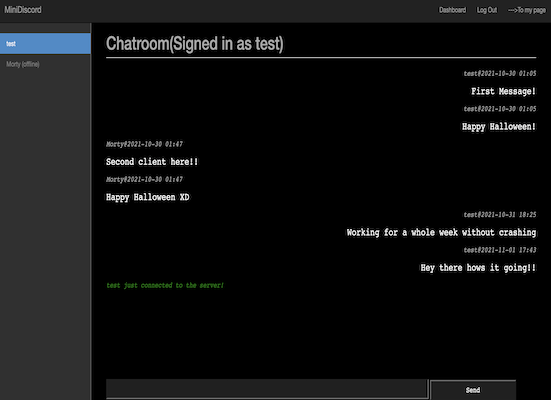 MiniDiscord
Dashboard Log Out —>To my page
test
Morty (offline)
Chatroom(Signed in as test)
test@2021-10-30 01:05
First Message!
test@2021-10-30 01:05
Happy Halloween!
Morty@2021-10-30 01:47
Second client here!!
Morty@2021-10-30 01:47
Happy Halloween XD
test@2021-10-31 18:25
Working for a whole week without crashing
test@2021-11-01 17:43
Hey there hows it going!!
test just connected to the server!
Send